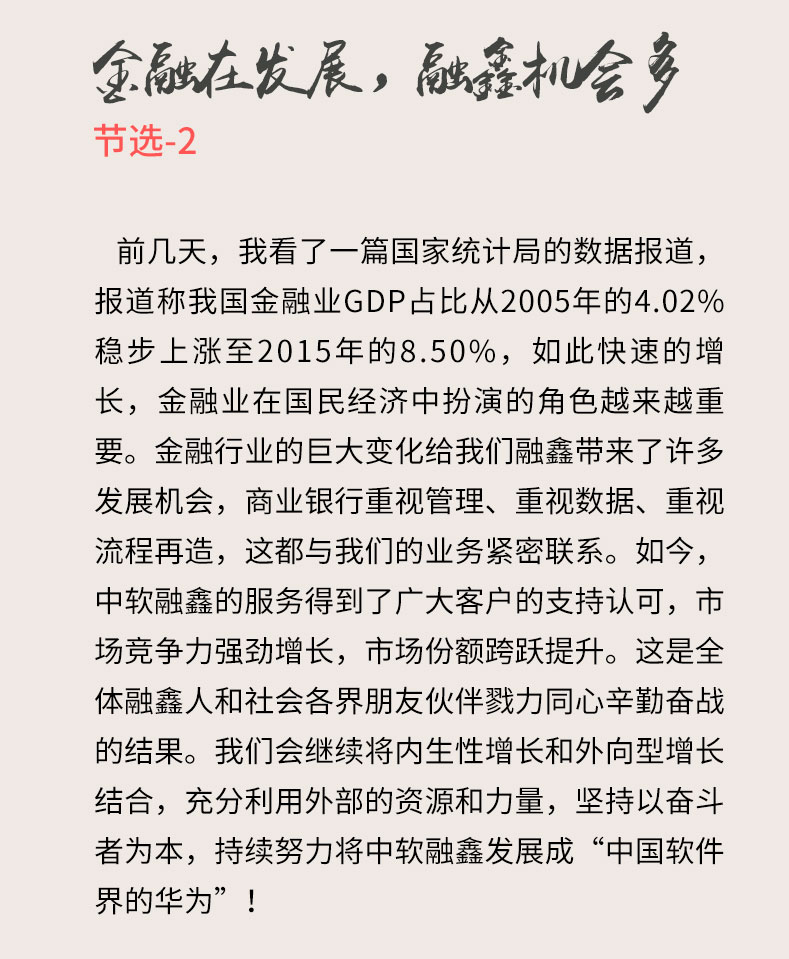 金融在发展，融鑫机会多
节选-2
前几天，我看了一篇国家统计局的数据报道，
报道称我国金融业GDP占比从2005年的4.02%
稳步上涨至2015年的8.50%，如此快速的增
长，金融业在国民经济中扮演的角色越来越重
要。金融行业的巨大变化给我们融鑫带来了许多
发展机会，商业银行重视管理、重视数据、重视
流程再造，这都与我们的业务紧密联系。如今，
中软融鑫的服务得到了广大客户的支持认可，市
场竞争力强劲增长，市场份额跨跃提升。这是全
体融鑫人和社会各界朋友伙伴戮力同心辛勤奋战
的结果。我们会继续将内生性增长和外向型增长
结合，充分利用外部的资源和力量，坚持以奋斗
者为本，持续努力将中软融鑫发展成“中国软件
界的华为”！